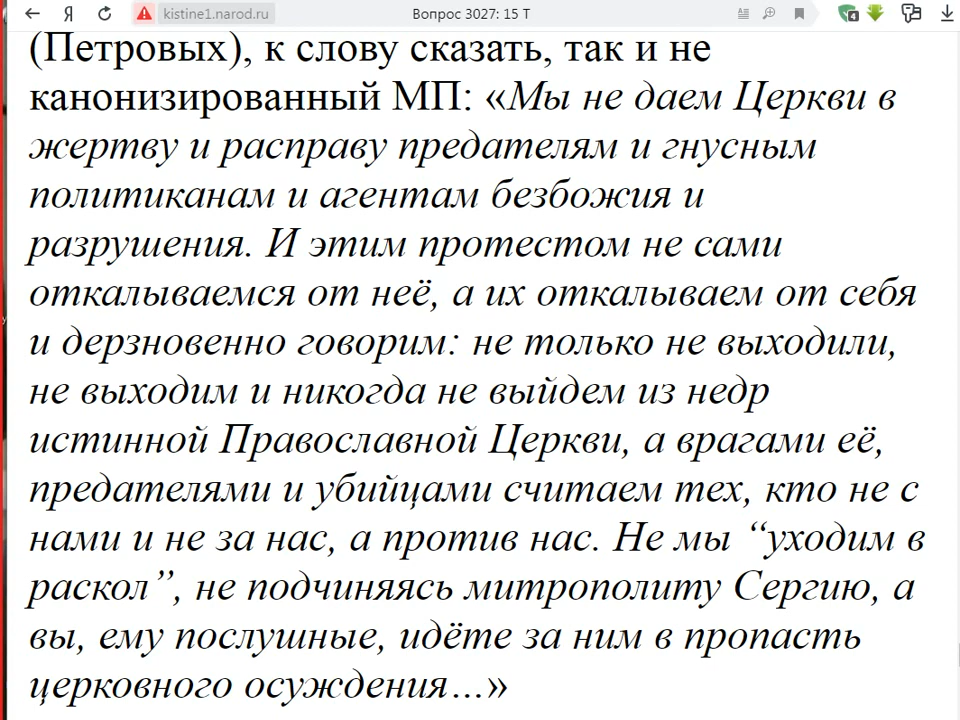 Я kistine1.narod.ru Вопрос 3027: 15 Т 4
(Петровых), к слову сказать, так и не
канонизированный МП: «Мы не даем Церкви в
жертву и расправу предателям и гнусным
политиканам и агентам безбожия и
разрушения. И этим протестом не сами
откалываемся от неё, а их откалываем от себя
и дерзновенно говорим: не только не выходили,
не выходим и никогда не выйдем из недр
истинной Православной Церкви, а врагами её,
предателями и убийцами считаем тех, кто не с
нами и не за нас, а против нас. Не мы “уходим в
раскол”, не подчиняясь митрополиту Сергию, а
вы, ему послушные, идёте за ним в пропасть
церковного осуждения…»